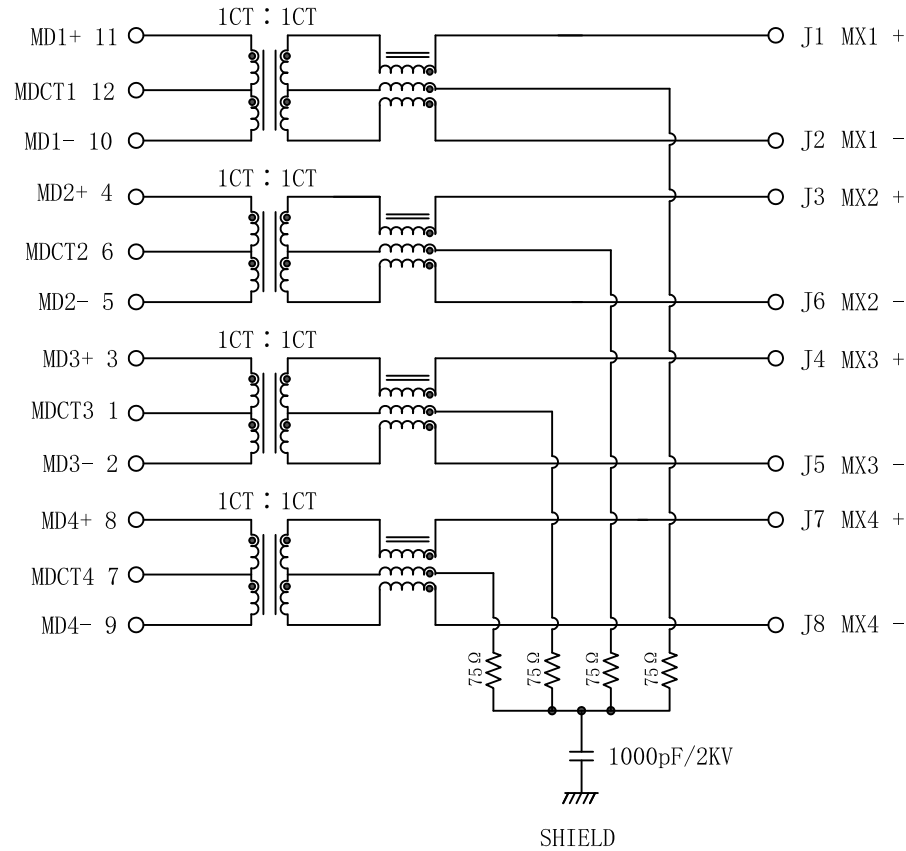 1CT : 1CT
MD1+ 11
J1 MX1 +
MDCT1 12
MD1- 10
J2 MX1 -
1CT : 1CT
MD2+ 4
J3 MX2 +
MDCT2 6
MD2- 5
J6 MX2 -
1CT : 1CT
MD3+ 3
J4 MX3 +
MDCT3 1
MD3- 2
J5 MX3 -
1CT : 1CT
MD4+ 8
J7 MX4 +
MDCT4 7
MD4- 9
J8 MX4 -
75Ω
75Ω
75Ω
75Ω
1000pF/2KV
SHIELD